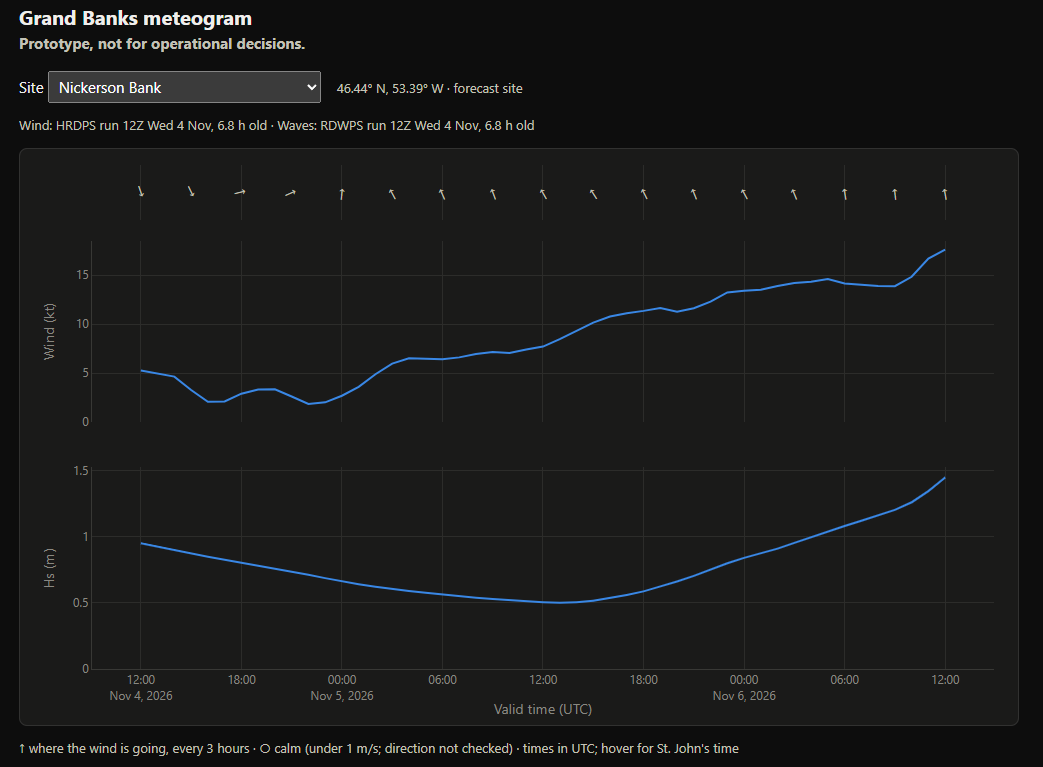 Grand Banks meteogram
Prototype, not for operational decisions.
Site Nickerson Bank 46.44° N, 53.39° W · forecast site
Wind: HRDPS run 12Z Wed 4 Nov, 6.8 h old · Waves: RDWPS run 12Z Wed 4 Nov, 6.8 h old
Wind (kt)
15
10
5
0
Hs (m)
1.5
1
0.5
0
12:00 18:00 00:00 06:00 12:00 18:00 00:00 06:00 12:00
Nov 4, 2026 Nov 5, 2026 Nov 6, 2026
Valid time (UTC)
↑ where the wind is going, every 3 hours · ○ calm (under 1 m/s; direction not checked) · times in UTC; hover for St. John's time